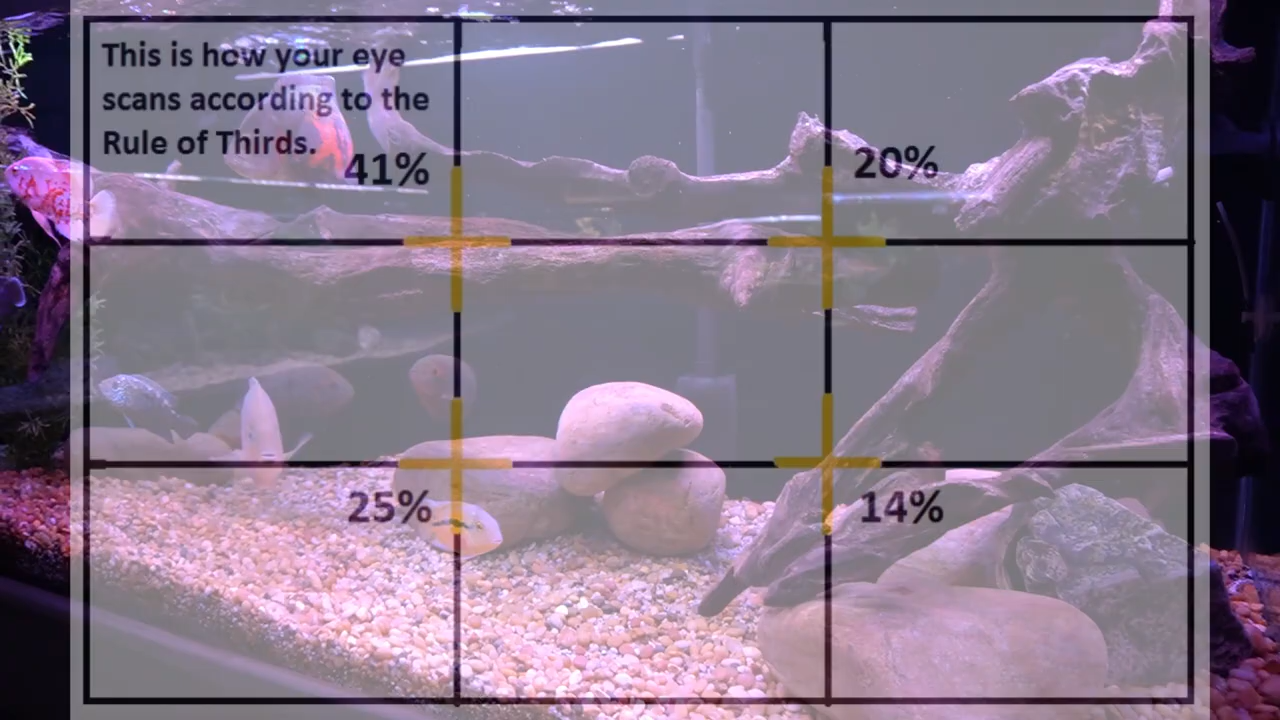 This is how your eye
scans according to the
Rule of Thirds.
41%
20%
25%
14%